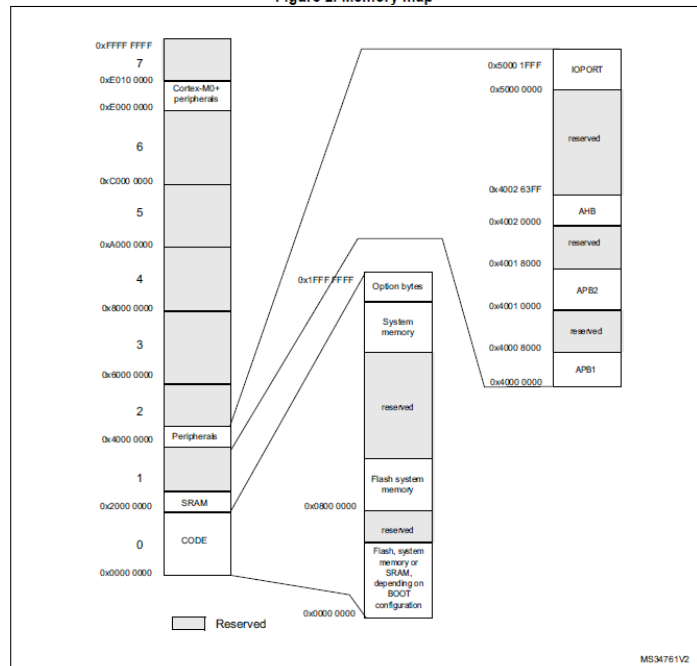 Figure 2. Memory map
0xFFFF FFFF
7
0xE010 0000
Cortex-M0+
peripherals
0xE000 0000
6
0xC000 0000
5
0xA000 0000
4
0x8000 0000
3
0x6000 0000
2
Peripherals
0x4000 0000
1
SRAM
0x2000 0000
CODE
0
0x0000 0000
0x1FFF FFFF
Option bytes
System
memory
reserved
Flash system
memory
0x0800 0000
reserved
Flash, system
memory or
SRAM,
depending on
BOOT
configuration
0x0000 0000
0x5000 1FFF
IOPORT
0x5000 0000
reserved
0x4002 63FF
AHB
0x4002 0000
reserved
0x4001 8000
APB2
0x4001 0000
reserved
0x4000 8000
APB1
0x4000 0000
Reserved
MS34761V2